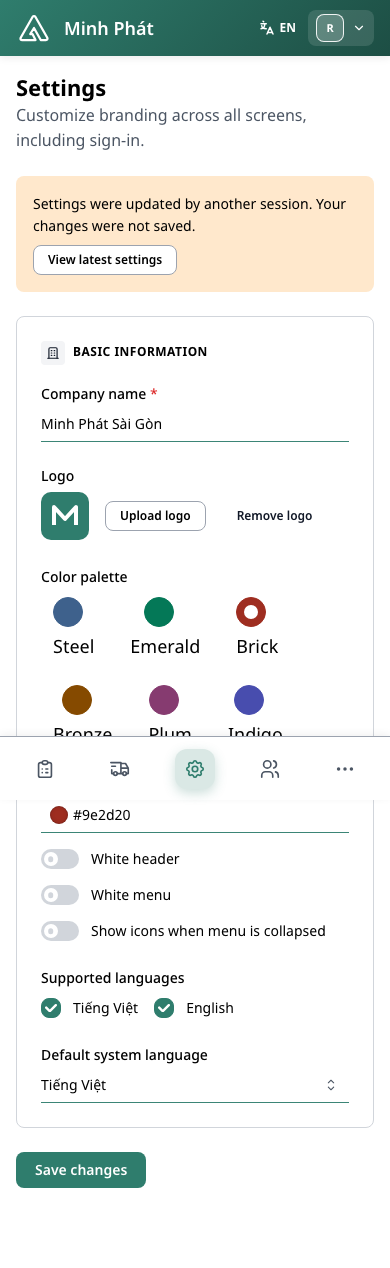 Minh Phát
EN
R
Settings
Customize branding across all screens,
including sign-in.
Settings were updated by another session. Your
changes were not saved.
View latest settings
BASIC INFORMATION
Company name *
Minh Phát Sài Gòn
Logo
Upload logo
Remove logo
Color palette
Steel
Emerald
Brick
Bronze
Plum
Indigo
#9e2d20
White header
White menu
Show icons when menu is collapsed
Supported languages
Tiếng Việt
English
Default system language
Tiếng Việt
Save changes